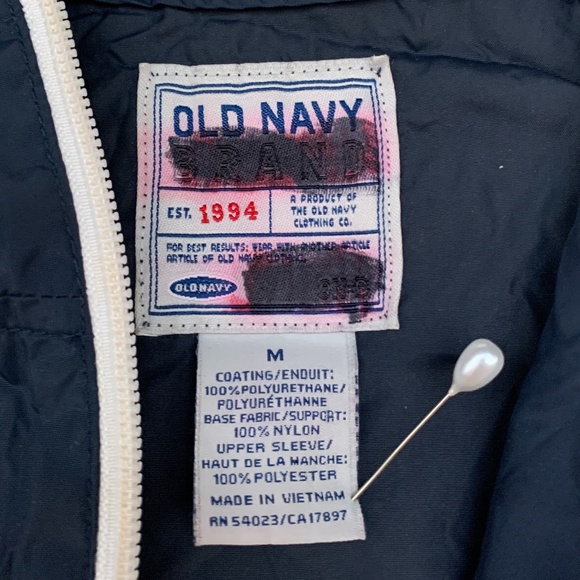 OLD NAVY
BRAND
EST. 1994
A PRODUCT OF
THE OLD NAVY
CLOTHING CO.
FOR BEST RESULTS: WEAR WITH ANOTHER ARTICLE
ARTICLE OF OLD NAVY CLOTHING.
OLD NAVY
M
COATING/ENDUIT:
100% POLYURETHANE/
POLYURÉTHANNE
BASE FABRIC/SUPPORT:
100% NYLON
UPPER SLEEVE/
HAUT DE LA MANCHE:
100% POLYESTER
MADE IN VIETNAM
RN 54023/CA17897